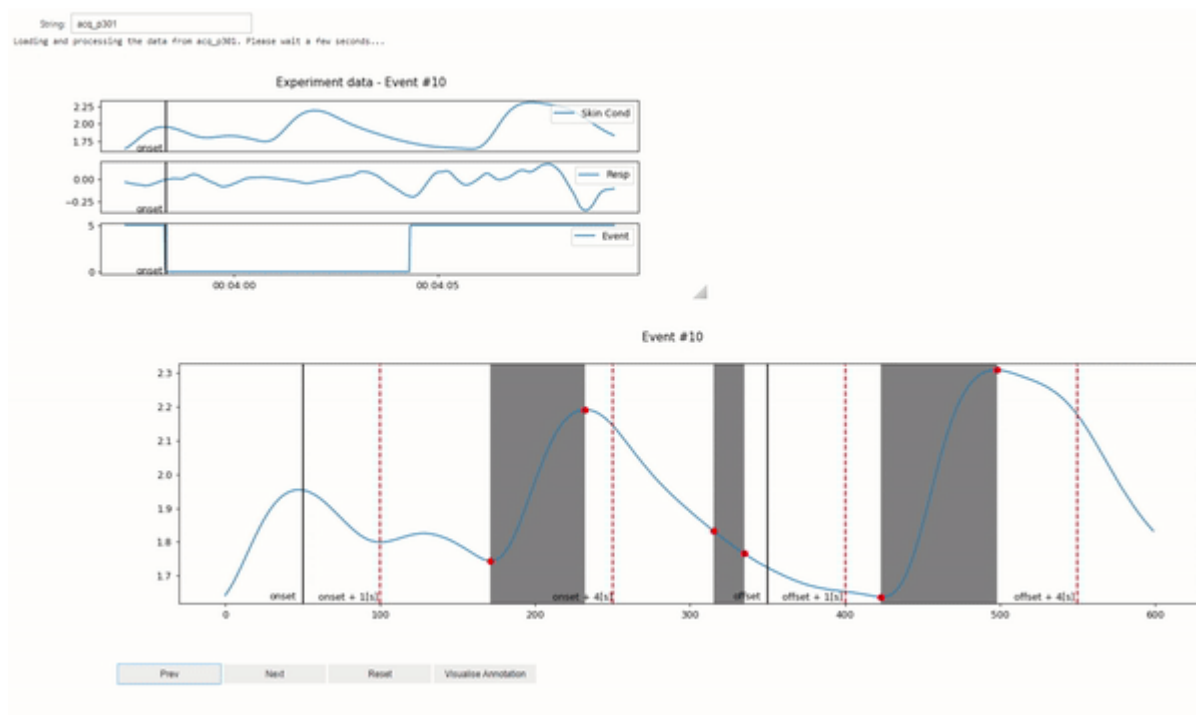 String: acq_p301
Loading and processing the data from acq_p301. Please wait a few seconds...
Experiment data - Event #10
2.25
2.00
1.75
onset
Skin Cond
0.00
−0.25
onset
Resp
5
0
onset
Event
00:04:00 00:04:05
Event #10
2.3
2.2
2.1
2.0
1.9
1.8
1.7
onset onset + 1[s] onset + 4[s] offset offset + 1[s] offset + 4[s]
0 100 200 300 400 500 600
Prev Next Reset Visualise Annotation